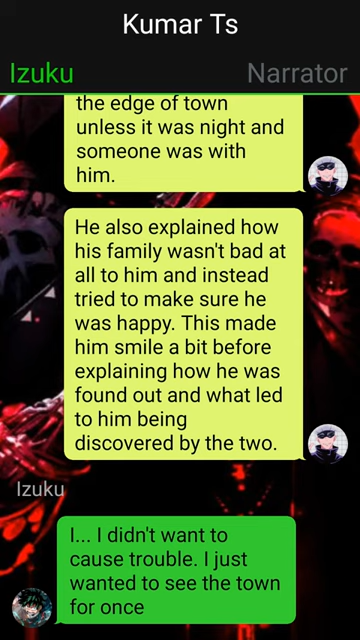 Kumar Ts
Izuku
Narrator
the edge of town
unless it was night and
someone was with
him.
He also explained how
his family wasn't bad at
all to him and instead
tried to make sure he
was happy. This made
him smile a bit before
explaining how he was
found out and what led
to him being
discovered by the two.
Izuku
I... I didn't want to
cause trouble. I just
wanted to see the town
for once